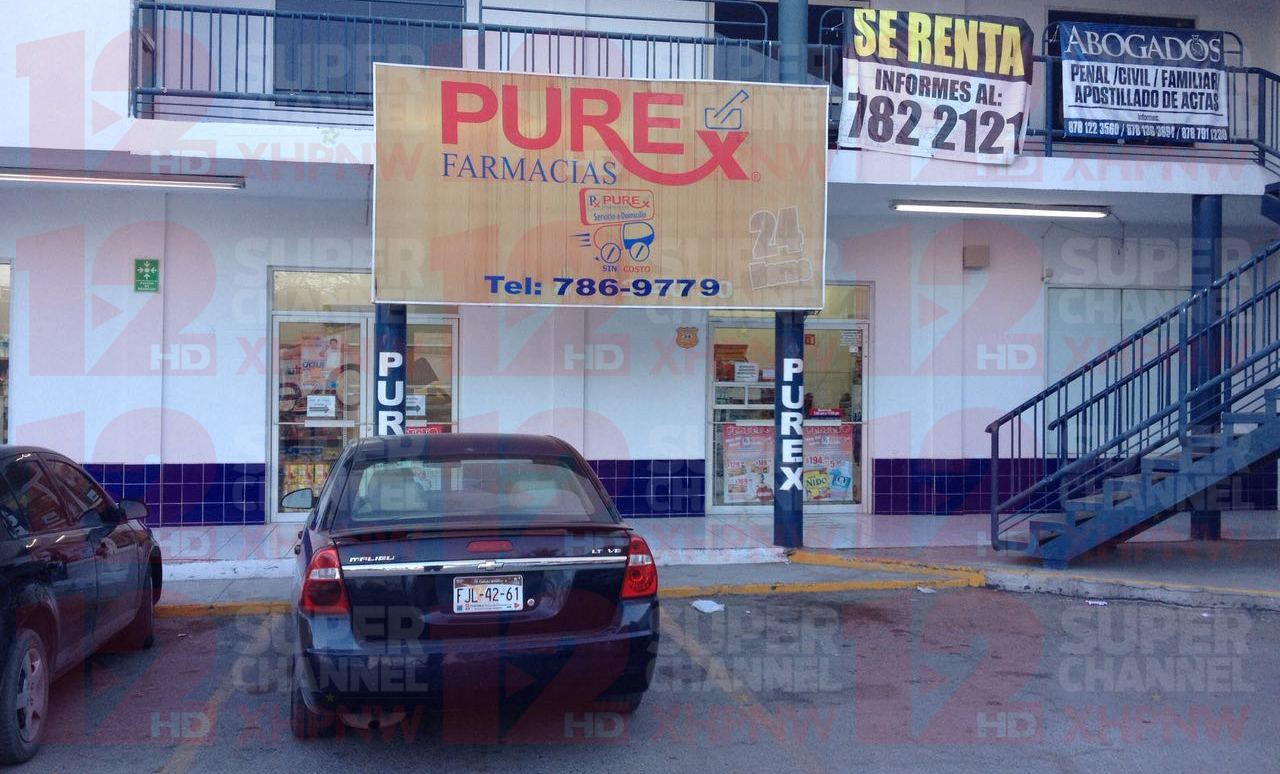 SE RENTA
INFORMES AL:
782 2121
ABOGADOS
PENAL / CIVIL / FAMILIAR
APOSTILLADO DE ACTAS
PUREx
FARMACIAS
PUREx
Servicio a Domicilio
SIN COSTO
24
Tel: 786-9779
PUR
PUREX
MALIBU
LT V6
FJL-42-61
NIDO
12
SUPER
CHANNEL
HD
XHPNW